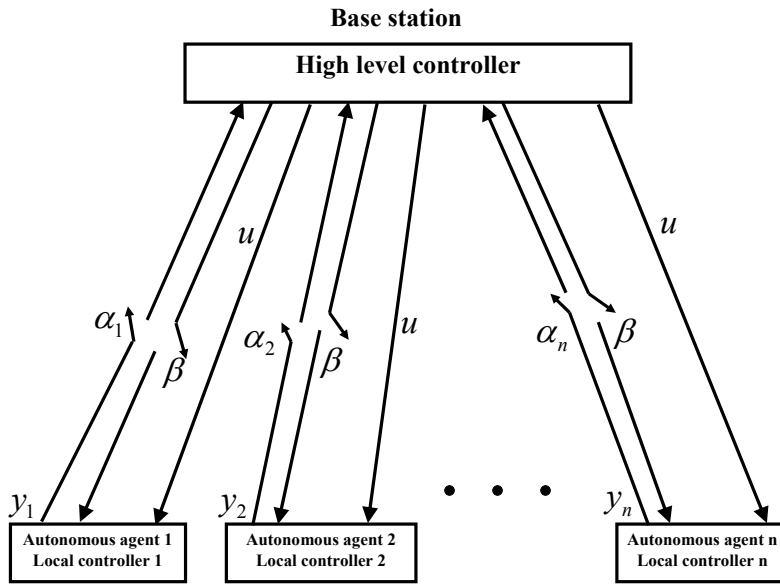 Base station
High level controller
u
u
u
α₁
α₂
αₙ
β
β
β
y₁
y₂
yₙ
Autonomous agent 1
Local controller 1
Autonomous agent 2
Local controller 2
Autonomous agent n
Local controller n